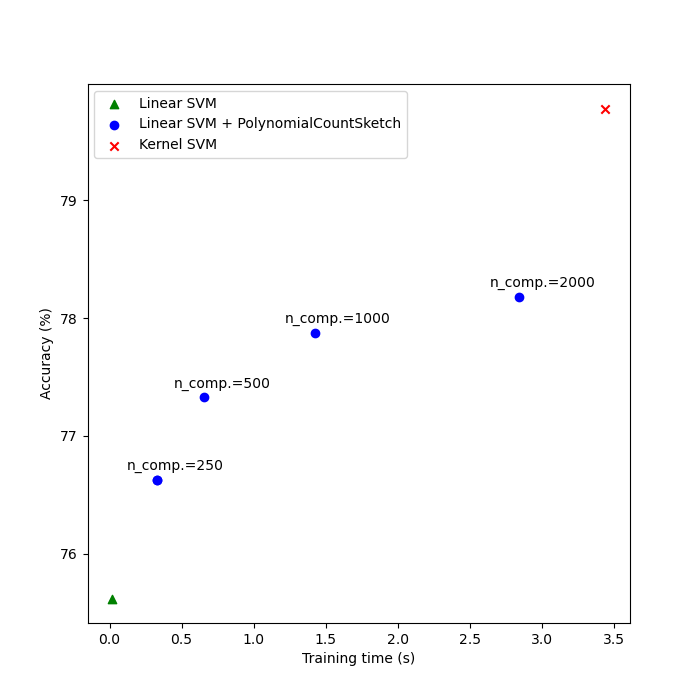 Linear SVM
Linear SVM + PolynomialCountSketch
Kernel SVM
79
n_comp.=2000
78
n_comp.=1000
n_comp.=500
77
n_comp.=250
76
Accuracy (%)
0.0 0.5 1.0 1.5 2.0 2.5 3.0 3.5
Training time (s)